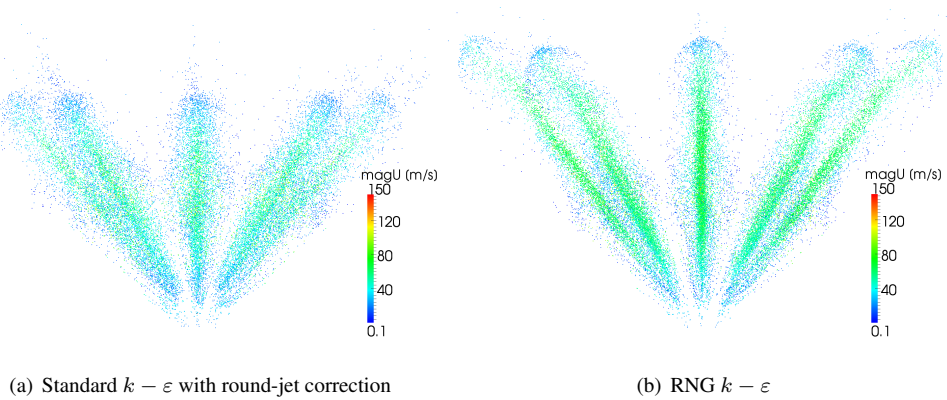 magU [m/s]
150
120
80
40
0.1
magU [m/s]
150
120
80
40
0.1
(a) Standard k − ε with round-jet correction
(b) RNG k − ε